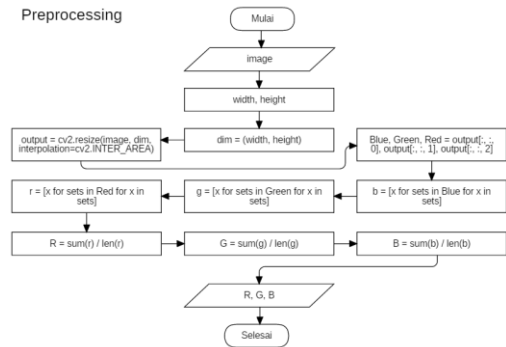 Preprocessing
Mulai
image
width, height
dim = (width, height)
output = cv2.resize(image, dim,
interpolation=cv2.INTER_AREA)
Blue, Green, Red = output[:, :,
0], output[:, :, 1], output[:, :, 2]
b = [x for sets in Blue for x in
sets]
g = [x for sets in Green for x in
sets]
r = [x for sets in Red for x in
sets]
R = sum(r) / len(r)
G = sum(g) / len(g)
B = sum(b) / len(b)
R, G, B
Selesai